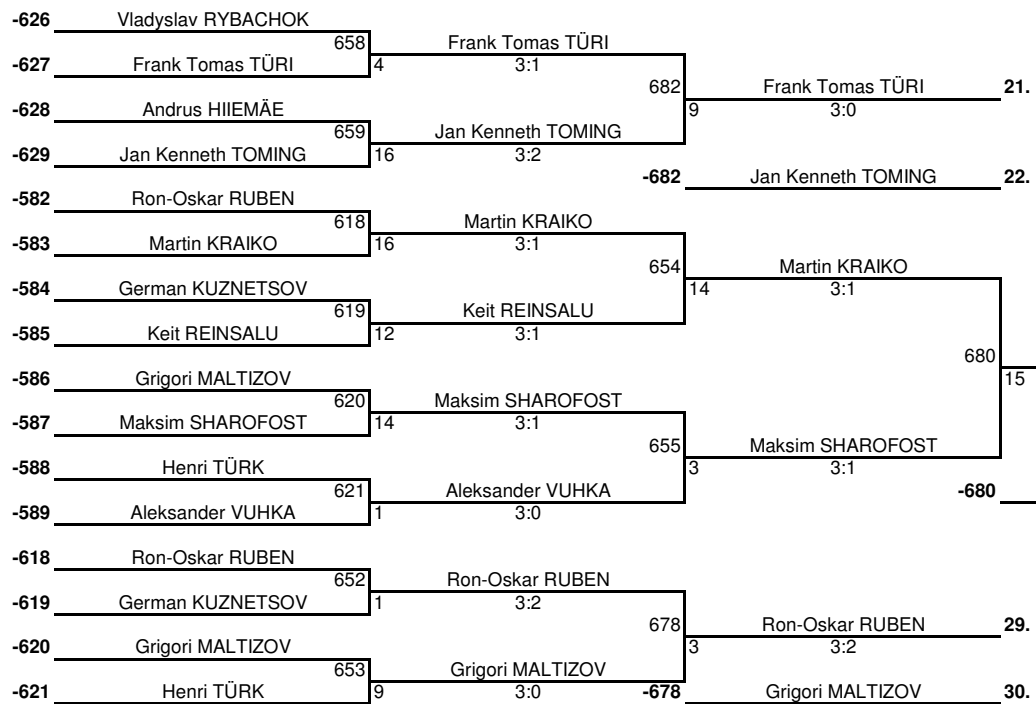 -626 Vladyslav RYBACHOK
658 Frank Tomas TÜRI
-627 Frank Tomas TÜRI 4 3:1
682 Frank Tomas TÜRI 21.
-628 Andrus HIIEMÄE 9 3:0
659 Jan Kenneth TOMING
-629 Jan Kenneth TOMING 16 3:2
-682 Jan Kenneth TOMING 22.
-582 Ron-Oskar RUBEN
618 Martin KRAIKO
-583 Martin KRAIKO 16 3:1
654 Martin KRAIKO
-584 German KUZNETSOV 14 3:1
619 Keit REINSALU
-585 Keit REINSALU 12 3:1
680
-586 Grigori MALTIZOV 15
620 Maksim SHAROFOST
-587 Maksim SHAROFOST 14 3:1
655 Maksim SHAROFOST
-588 Henri TÜRK 3 3:1
621 Aleksander VUHKA -680
-589 Aleksander VUHKA 1 3:0
-618 Ron-Oskar RUBEN
652 Ron-Oskar RUBEN
-619 German KUZNETSOV 1 3:2
678 Ron-Oskar RUBEN 29.
-620 Grigori MALTIZOV 3 3:2
653 Grigori MALTIZOV
-621 Henri TÜRK 9 3:0 -678 Grigori MALTIZOV 30.